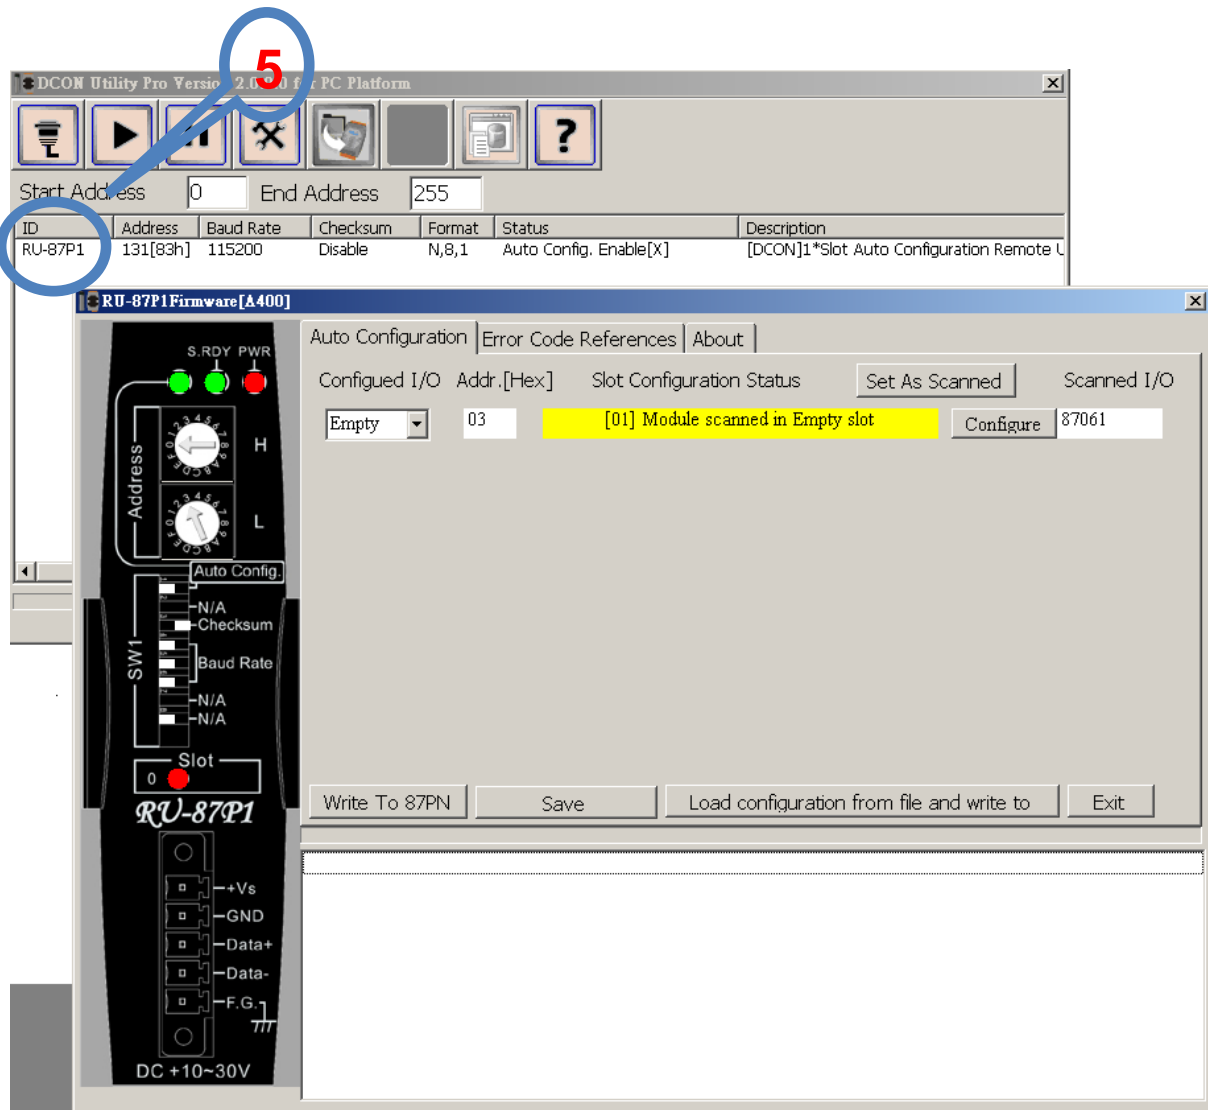 5
DCON Utility Pro Version 2.0.0.0 for PC Platform
?
Start Address 0 End Address 255
ID Address Baud Rate Checksum Format Status Description
RU-87P1 131[83h] 115200 Disable N,8,1 Auto Config. Enable[X] [DCON]1*Slot Auto Configuration Remote U
RU-87P1Firmware[A400]
Auto Configuration Error Code References About
Configued I/O Addr.[Hex] Slot Configuration Status Set As Scanned Scanned I/O
Empty 03 [01] Module scanned in Empty slot Configure 87061
S.RDY PWR
Address
H
L
Auto Config.
N/A
Checksum
SW1
Baud Rate
N/A
N/A
Slot
0
RU-87P1
Write To 87PN Save Load configuration from file and write to Exit
+Vs
GND
Data+
Data-
F.G.
DC +10~30V